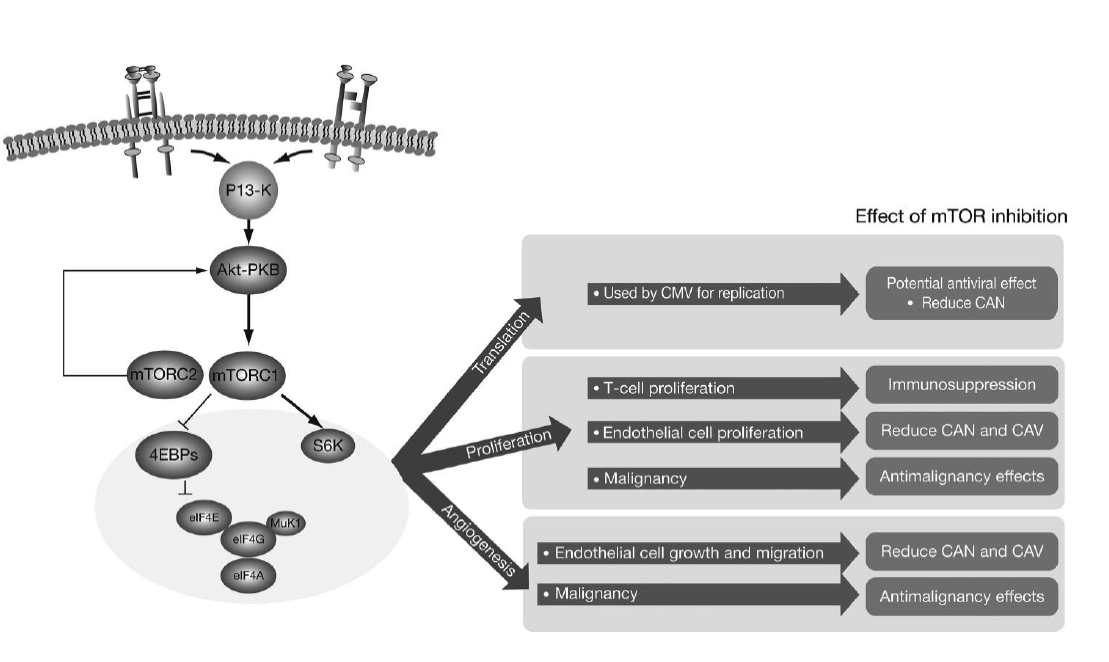 P13-K
Akt-PKB
mTORC2
mTORC1
4EBPs
S6K
eIF4E
eIF4G
MuK1
eIF4A
Translation
Proliferation
Angiogenesis
Effect of mTOR inhibition
• Used by CMV for replication
Potential antiviral effect
• Reduce CAN
• T-cell proliferation
Immunosuppression
• Endothelial cell proliferation
Reduce CAN and CAV
• Malignancy
Antimalignancy effects
• Endothelial cell growth and migration
Reduce CAN and CAV
• Malignancy
Antimalignancy effects